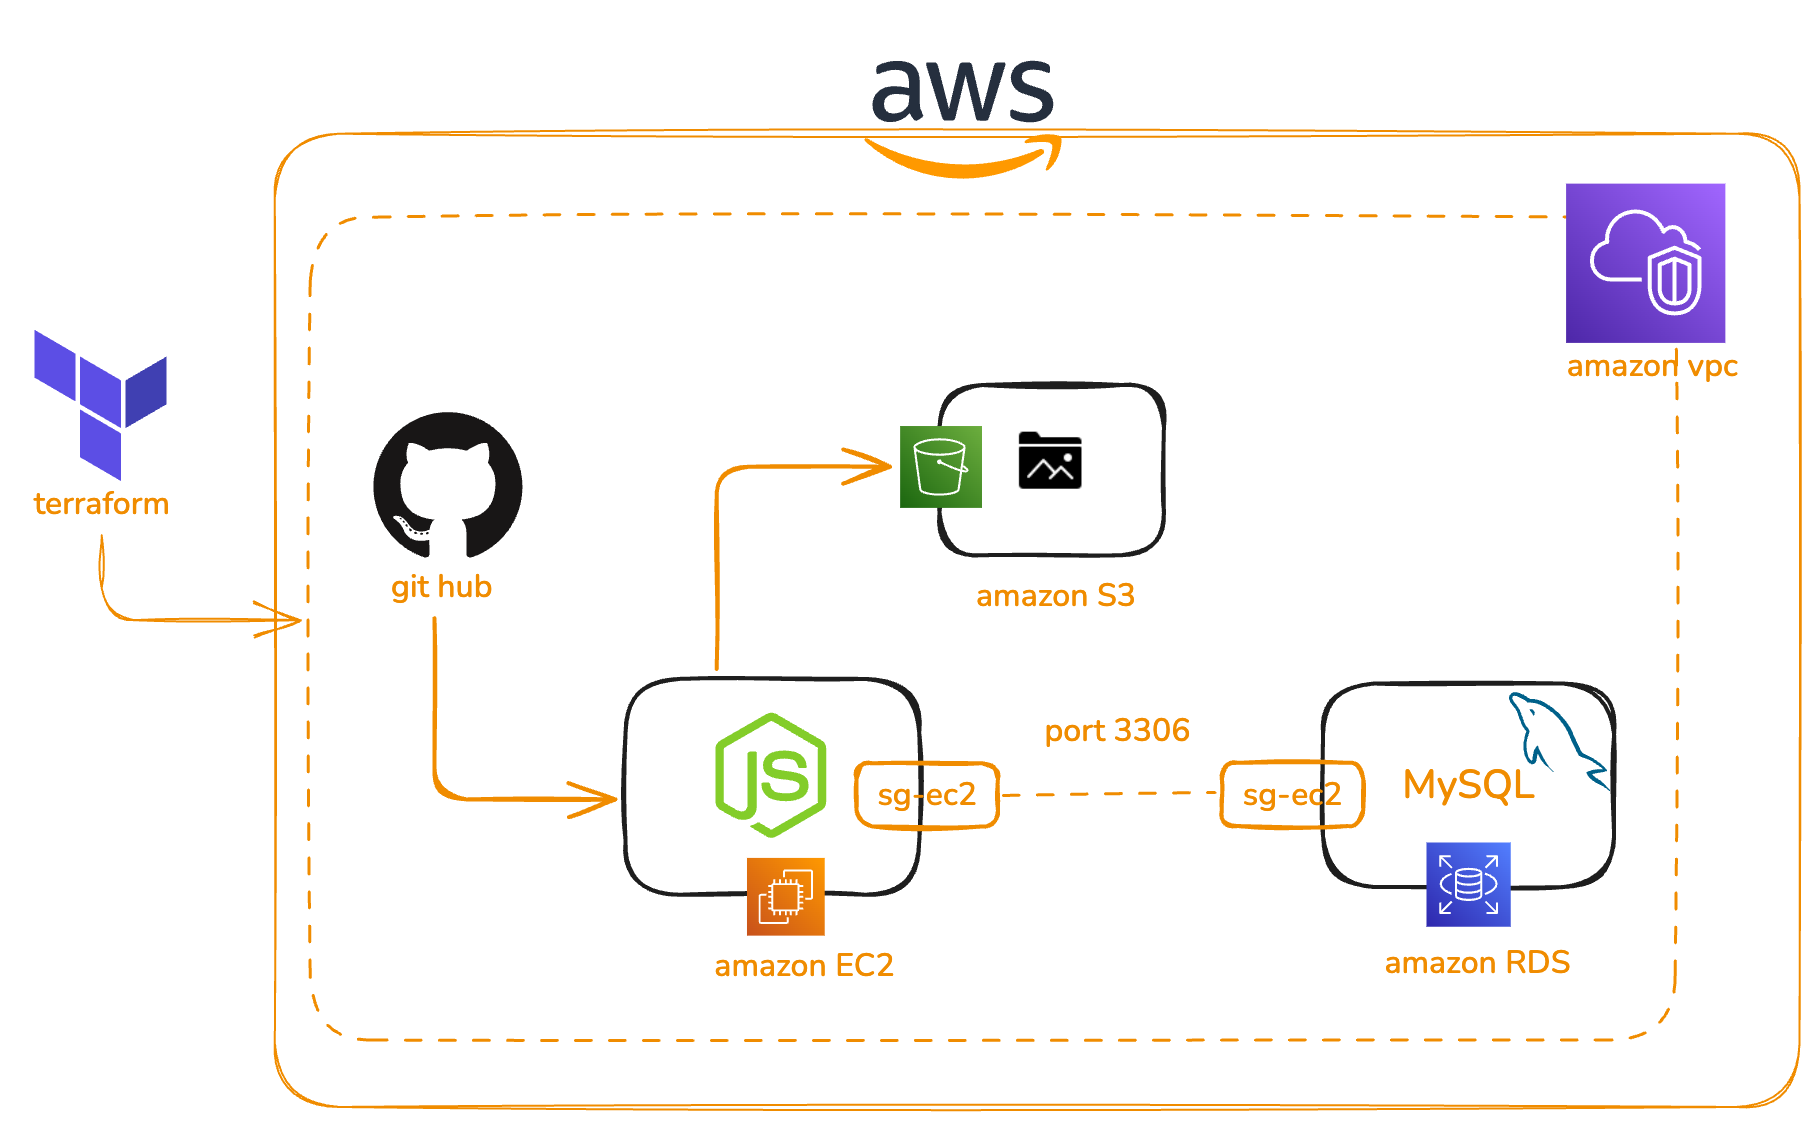 aws
amazon vpc
terraform
git hub
amazon S3
port 3306
JS
sg-ec2
sg-ec2
MySQL
amazon EC2
amazon RDS